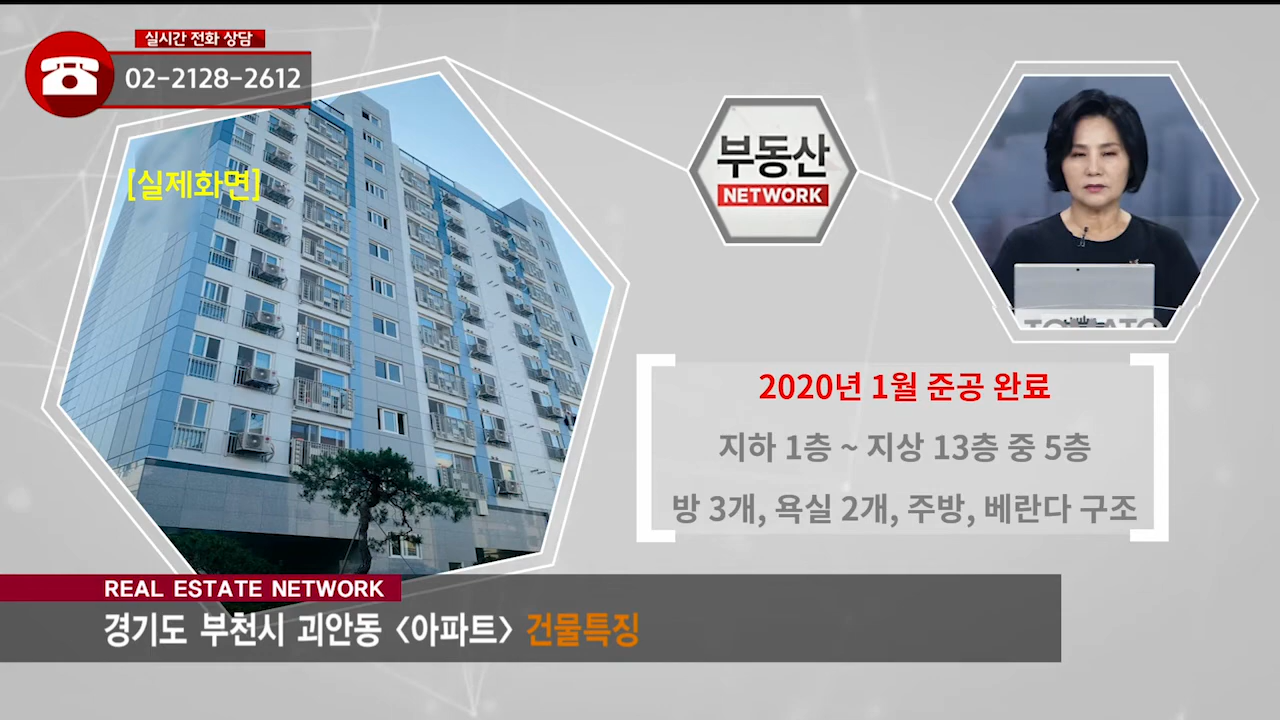 실시간 전화 상담
02-2128-2612
[실제화면]
부동산
NETWORK
TOMATO
2020년 1월 준공 완료
지하 1층 ~ 지상 13층 중 5층
방 3개, 욕실 2개, 주방, 베란다 구조
REAL ESTATE NETWORK
경기도 부천시 괴안동 <아파트> 건물특징